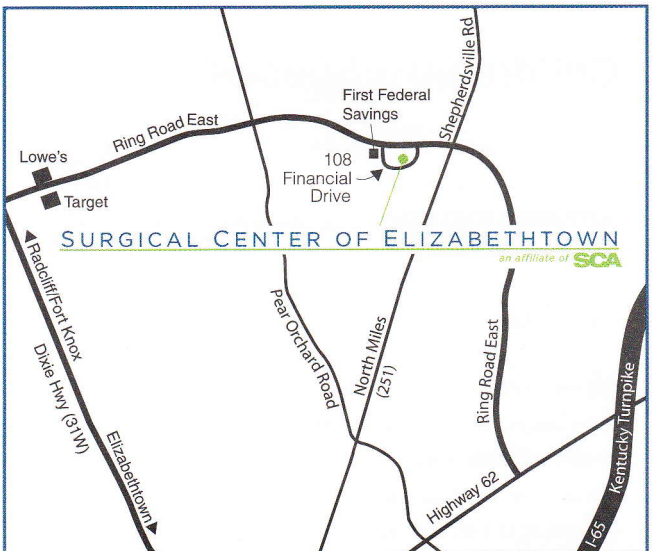 Shepherdsville Rd
First Federal
Savings
Ring Road East
108
Financial
Drive
Lowe's
Target
SURGICAL CENTER OF ELIZABETHTOWN
an affiliate of SCA
Radcliff/Fort Knox
Dixie Hwy (31W)
Elizabethtown
Pear Orchard Road
North Miles
(251)
Ring Road East
Highway 62
Kentucky Turnpike
I-65